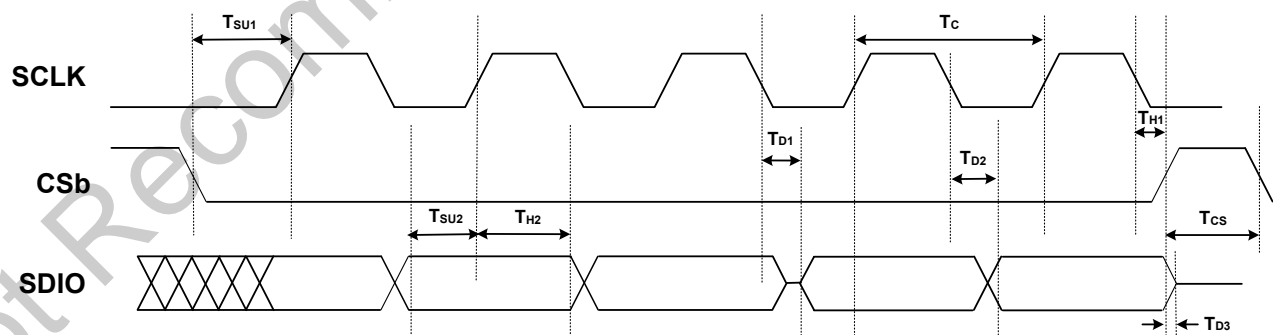 TSU1
TC
SCLK
TH1
TD1
TD2
CSb
TSU2
TH2
TCS
SDIO
TD3